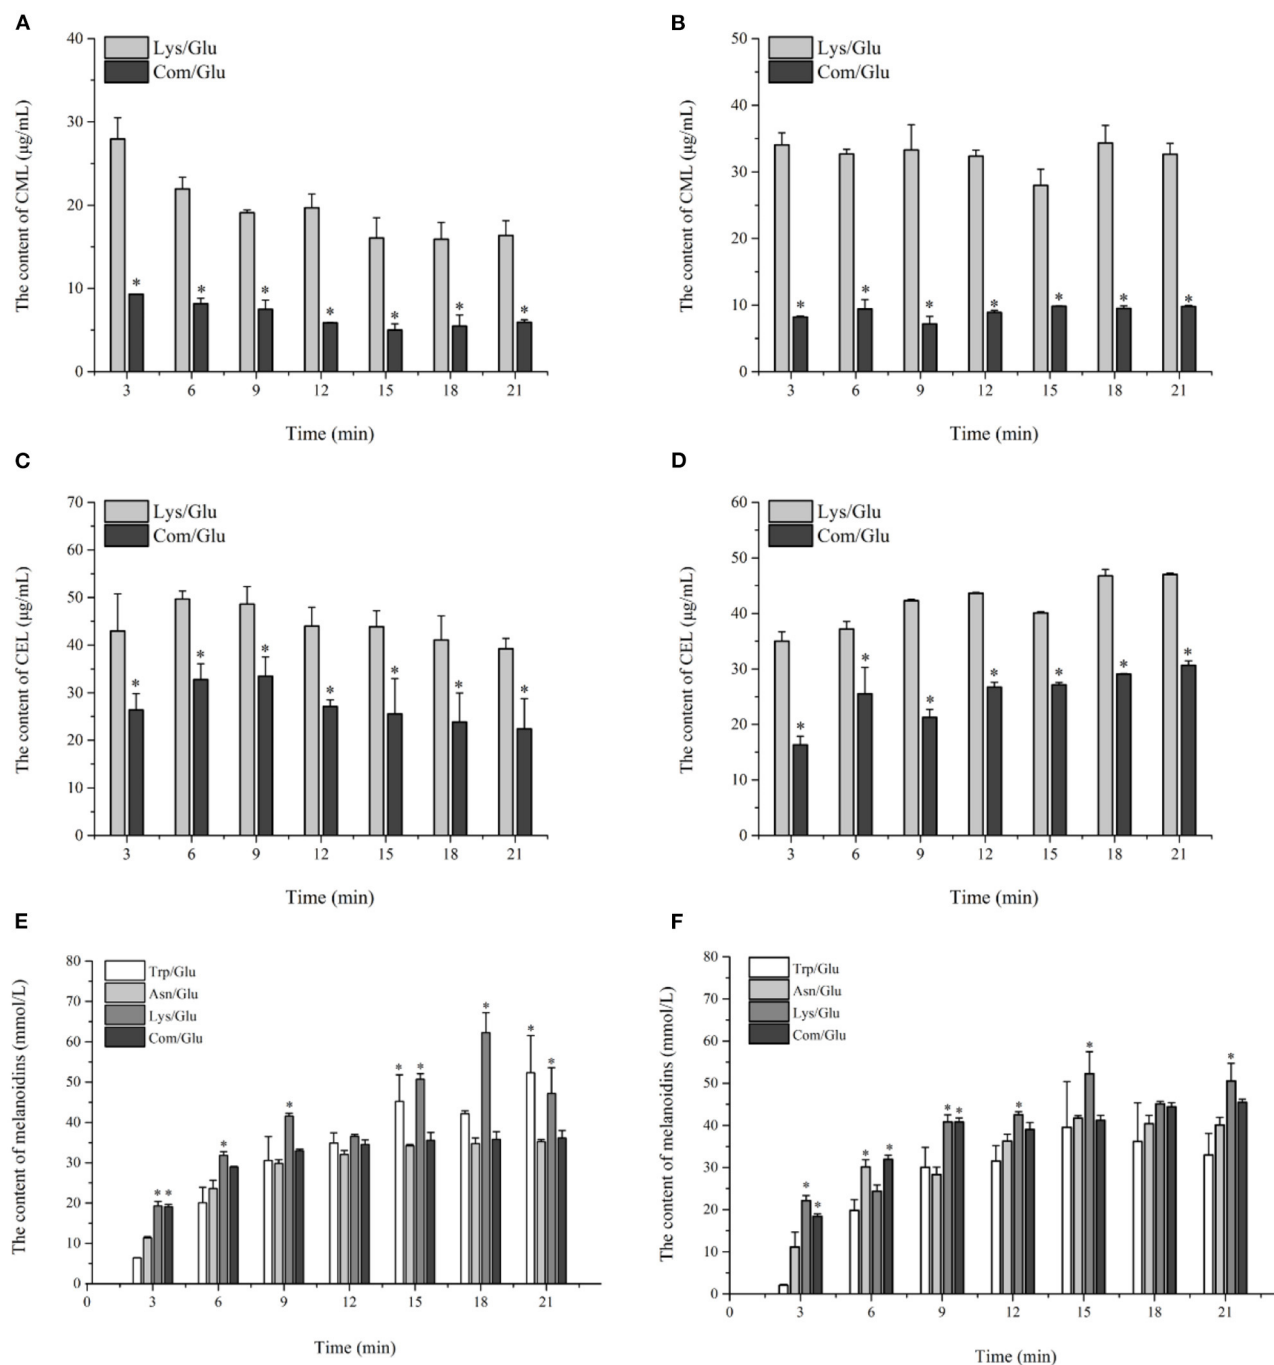 A
The content of CML (μg/mL)
40
30
20
10
0
Lys/Glu
Com/Glu
* * * * * * *
3 6 9 12 15 18 21
Time (min)
B
The content of CML (μg/mL)
50
40
30
20
10
0
Lys/Glu
Com/Glu
* * * * * * *
3 6 9 12 15 18 21
Time (min)
C
The content of CEL (μg/mL)
70
60
50
40
30
20
10
0
Lys/Glu
Com/Glu
* * * * * * *
3 6 9 12 15 18 21
Time (min)
D
The content of CEL (μg/mL)
60
50
40
30
20
10
0
Lys/Glu
Com/Glu
* * * * * * *
3 6 9 12 15 18 21
Time (min)
E
The content of melanoidins (mmol/L)
80
70
60
50
40
30
20
10
0
Trp/Glu
Asn/Glu
Lys/Glu
Com/Glu
* * * * * * * * *
0 3 6 9 12 15 18 21
Time (min)
F
The content of melanoidins (mmol/L)
80
70
60
50
40
30
20
10
0
Trp/Glu
Asn/Glu
Lys/Glu
Com/Glu
* * * * * * * * *
0 3 6 9 12 15 18 21
Time (min)